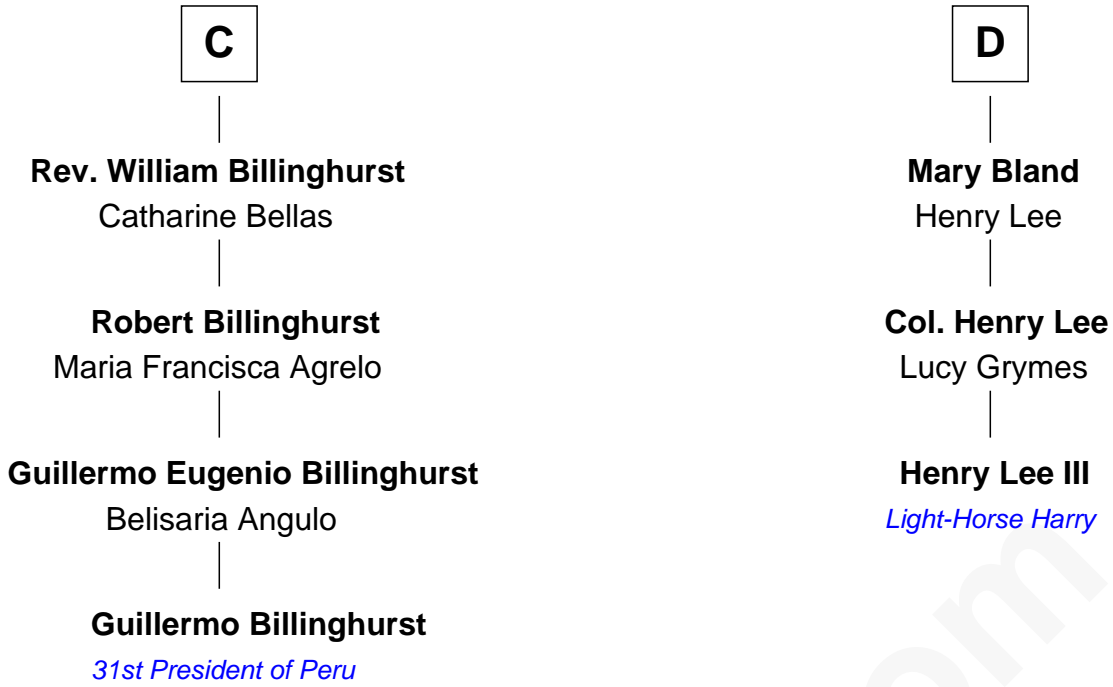 C
Rev. William Billinghurst
Catharine Bellas
Robert Billinghurst
Maria Francisca Agrelo
Guillermo Eugenio Billinghurst
Belisaria Angulo
Guillermo Billinghurst
31st President of Peru
D
Mary Bland
Henry Lee
Col. Henry Lee
Lucy Grymes
Henry Lee III
Light-Horse Harry
om